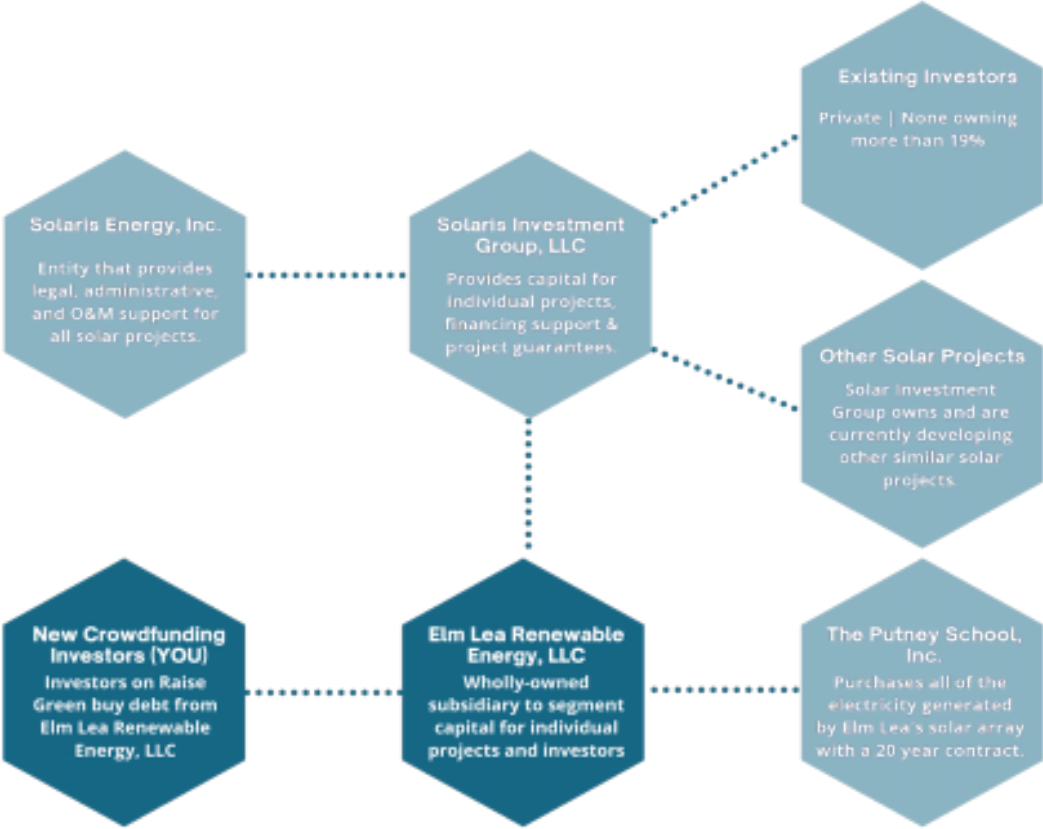 Existing Investors
Private | None owning
more than 19%
Solaris Energy, Inc.
Entity that provides
legal, administrative,
and O&M support for
all solar projects.
Solaris Investment
Group, LLC
Provides capital for
individual projects,
financing support &
project guarantees.
Other Solar Projects
Solar Investment
Group owns and are
currently developing
other similar solar
projects.
New Crowdfunding
Investors (YOU)
Investors on Raise
Green buy debt from
Elm Lea Renewable
Energy, LLC
Elm Lea Renewable
Energy, LLC
Wholly-owned
subsidiary to segment
capital for individual
projects and investors
The Putney School,
Inc.
Purchases all of the
electricity generated
by Elm Lea's solar array
with a 20 year contract.